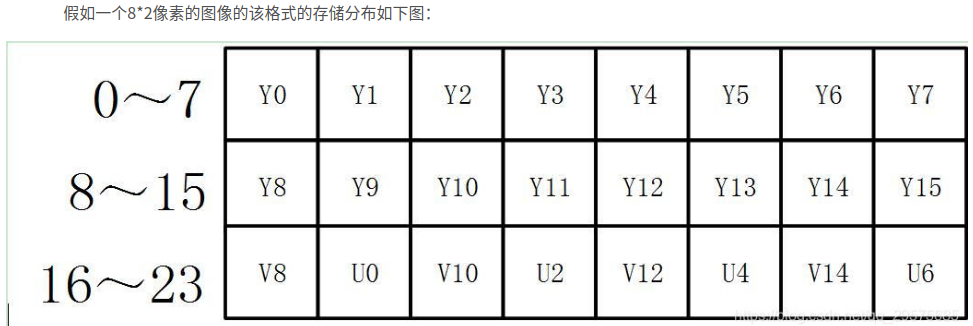 假如一个8*2像素的图像的该格式的存储分布如下图：
0～7 Y0 Y1 Y2 Y3 Y4 Y5 Y6 Y7
8～15 Y8 Y9 Y10 Y11 Y12 Y13 Y14 Y15
16～23 V8 U0 V10 U2 V12 U4 V14 U6